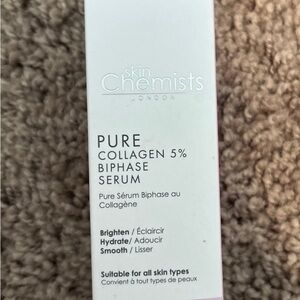 skin
Chemists
LONDON
PURE
COLLAGEN 5%
BIPHASE
SERUM
Pure Sérum Biphase au
Collagène
Brighten / Éclaircir
Hydrate/ Adoucir
Smooth / Lisser
Suitable for all skin types
Convient à tout types de peaux